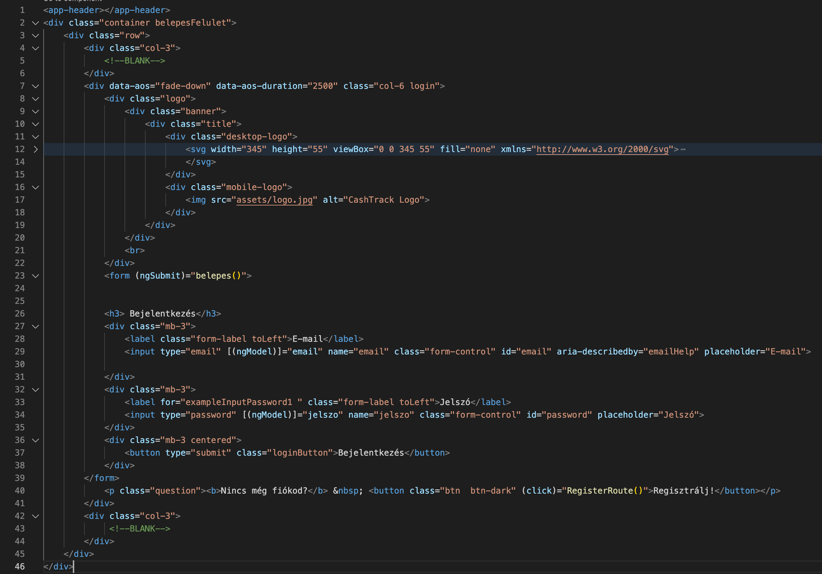 1 <app-header></app-header>
2 <div class="container belepesFelulet">
3 <div class="row">
4 <div class="col-3">
5 <!--BLANK-->
6 </div>
7 <div data-aos="fade-down" data-aos-duration="2500" class="col-6 login">
8 <div class="logo">
9 <div class="banner">
10 <div class="title">
11 <div class="desktop-logo">
12 <svg width="345" height="55" viewBox="0 0 345 55" fill="none" xmlns="http://www.w3.org/2000/svg">⋯
14 </svg>
15 </div>
16 <div class="mobile-logo">
17 <img src="assets/logo.jpg" alt="CashTrack Logo">
18 </div>
19 </div>
20 </div>
21 <br>
22 </div>
23 <form (ngSubmit)="belepes()">
24
25
26 <h3> Bejelentkezés</h3>
27 <div class="mb-3">
28 <label class="form-label toLeft">E-mail</label>
29 <input type="email" [(ngModel)]="email" name="email" class="form-control" id="email" aria-describedby="emailHelp" placeholder="E-mail">
30
31 </div>
32 <div class="mb-3">
33 <label for="exampleInputPassword1 " class="form-label toLeft">Jelszó</label>
34 <input type="password" [(ngModel)]="jelszo" name="jelszo" class="form-control" id="password" placeholder="Jelszó">
35 </div>
36 <div class="mb-3 centered">
37 <button type="submit" class="loginButton">Bejelentkezés</button>
38 </div>
39 </form>
40 <p class="question"><b>Nincs még fiókod?</b> &nbsp; <button class="btn  btn-dark" (click)="RegisterRoute()">Regisztrálj!</button></p>
41 </div>
42 <div class="col-3">
43 <!--BLANK-->
44 </div>
45 </div>
46 </div>